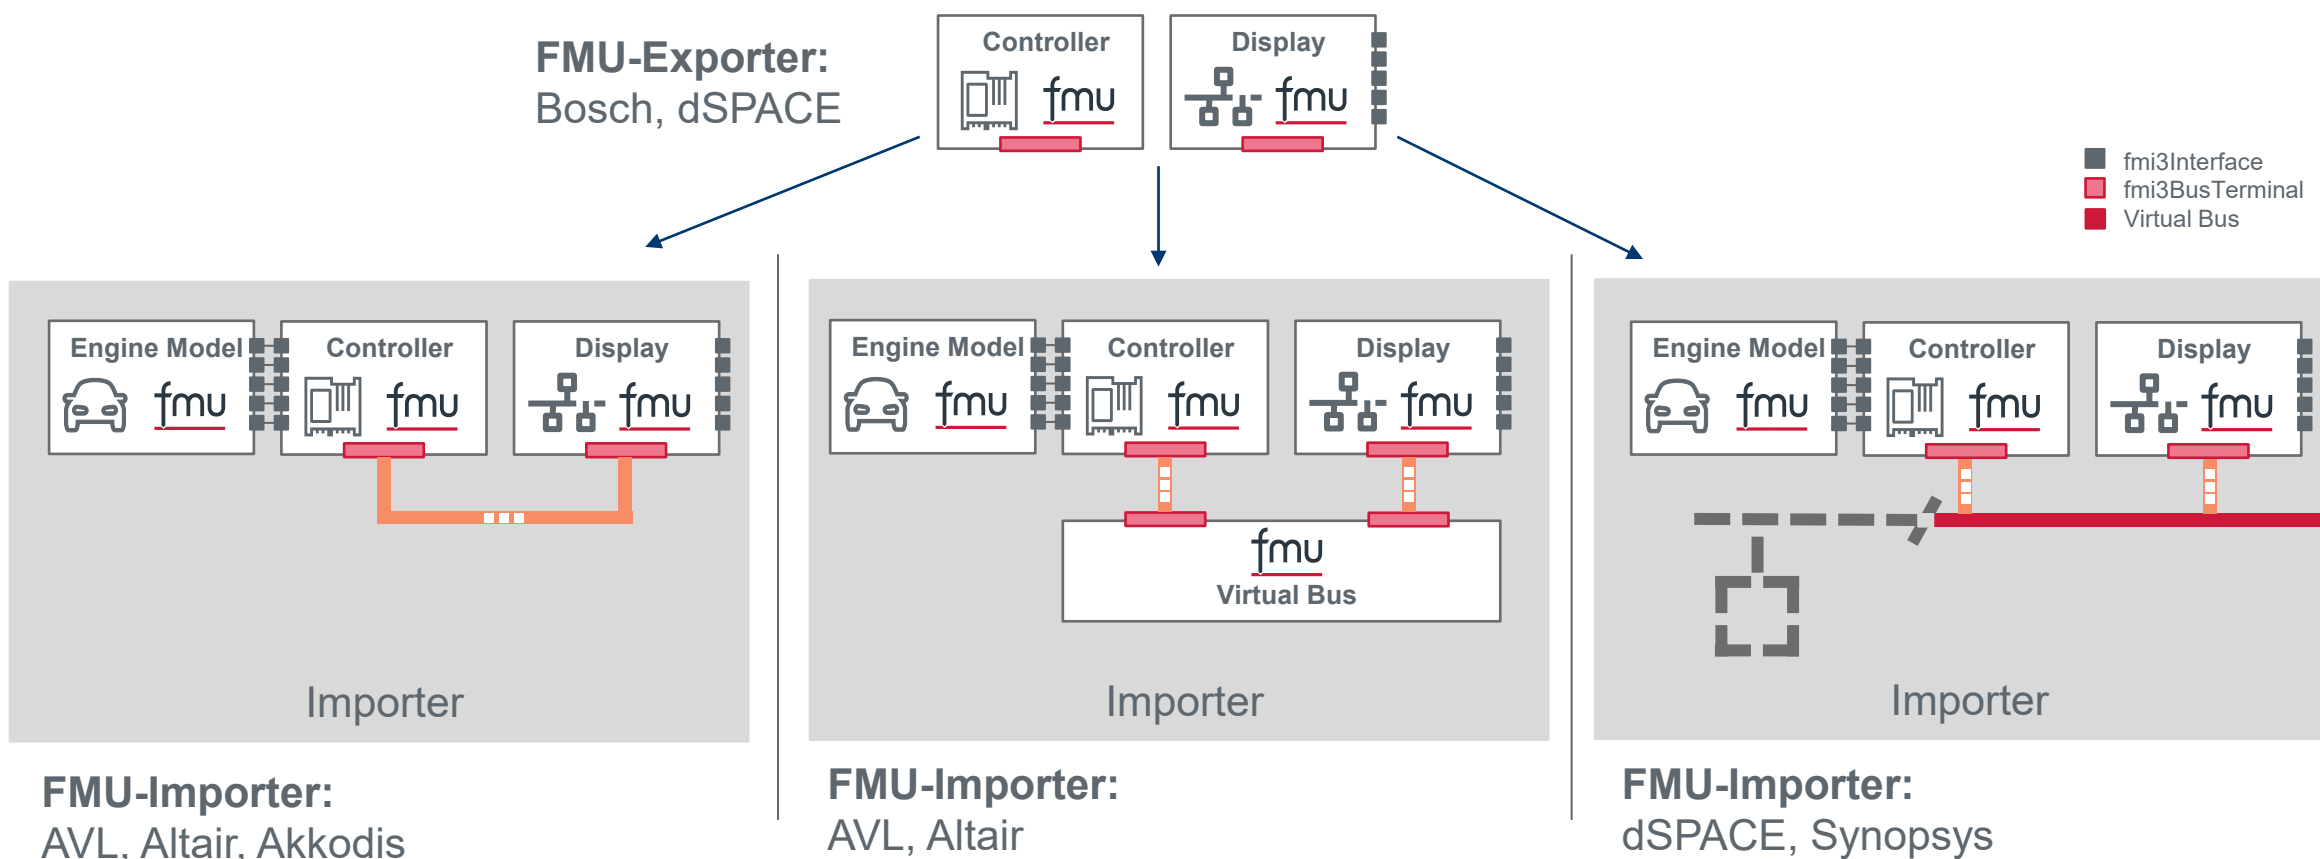 FMU-Exporter:
Bosch, dSPACE
Controller
fmu
Display
fmu
fmi3Interface
fmi3BusTerminal
Virtual Bus
Engine Model
fmu
Controller
fmu
Display
fmu
Importer
FMU-Importer:
AVL, Altair, Akkodis
Engine Model
fmu
Controller
fmu
Display
fmu
fmu
Virtual Bus
Importer
FMU-Importer:
AVL, Altair
Engine Model
fmu
Controller
fmu
Display
fmu
Importer
FMU-Importer:
dSPACE, Synopsys